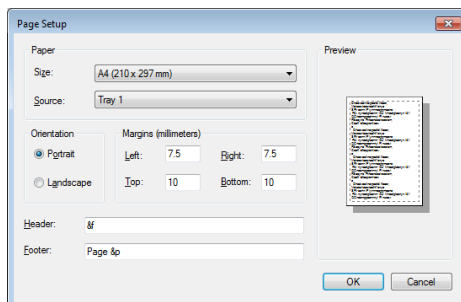 Page Setup
Paper
Size: A4 (210 x 297 mm)
Source: Tray 1
Orientation
Portrait
Landscape
Margins (millimeters)
Left: 7.5 Right: 7.5
Top: 10 Bottom: 10
Header: &f
Footer: Page &p
Preview
OK Cancel